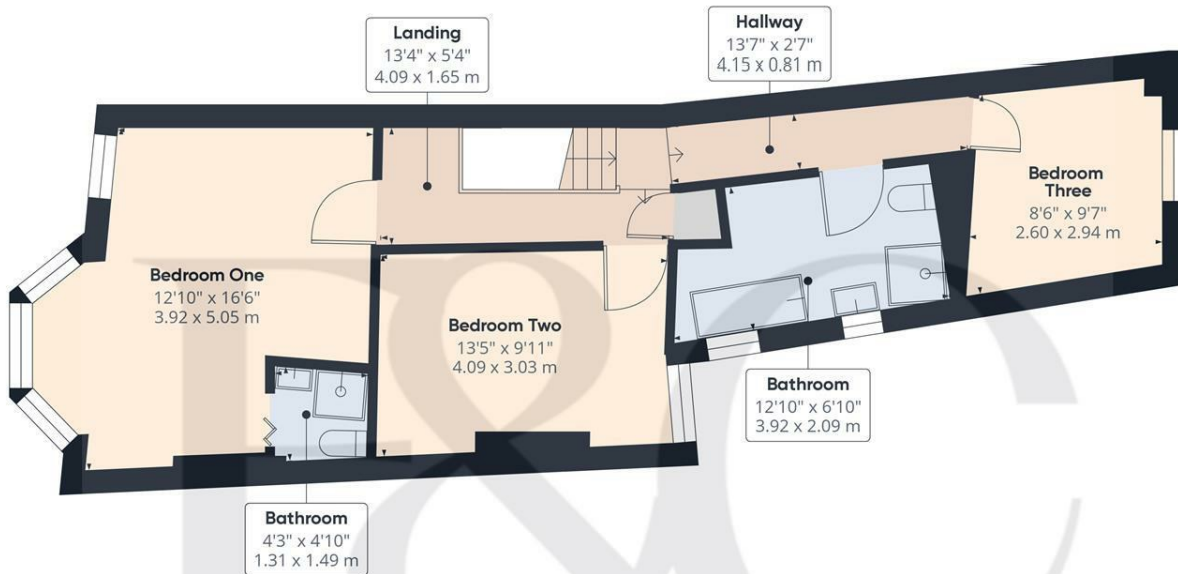 Landing
13'4" x 5'4"
4.09 x 1.65 m
Hallway
13'7" x 2'7"
4.15 x 0.81 m
Bedroom
Three
8'6" x 9'7"
2.60 x 2.94 m
Bedroom One
12'10" x 16'6"
3.92 x 5.05 m
Bedroom Two
13'5" x 9'11"
4.09 x 3.03 m
Bathroom
12'10" x 6'10"
3.92 x 2.09 m
Bathroom
4'3" x 4'10"
1.31 x 1.49 m
F&C